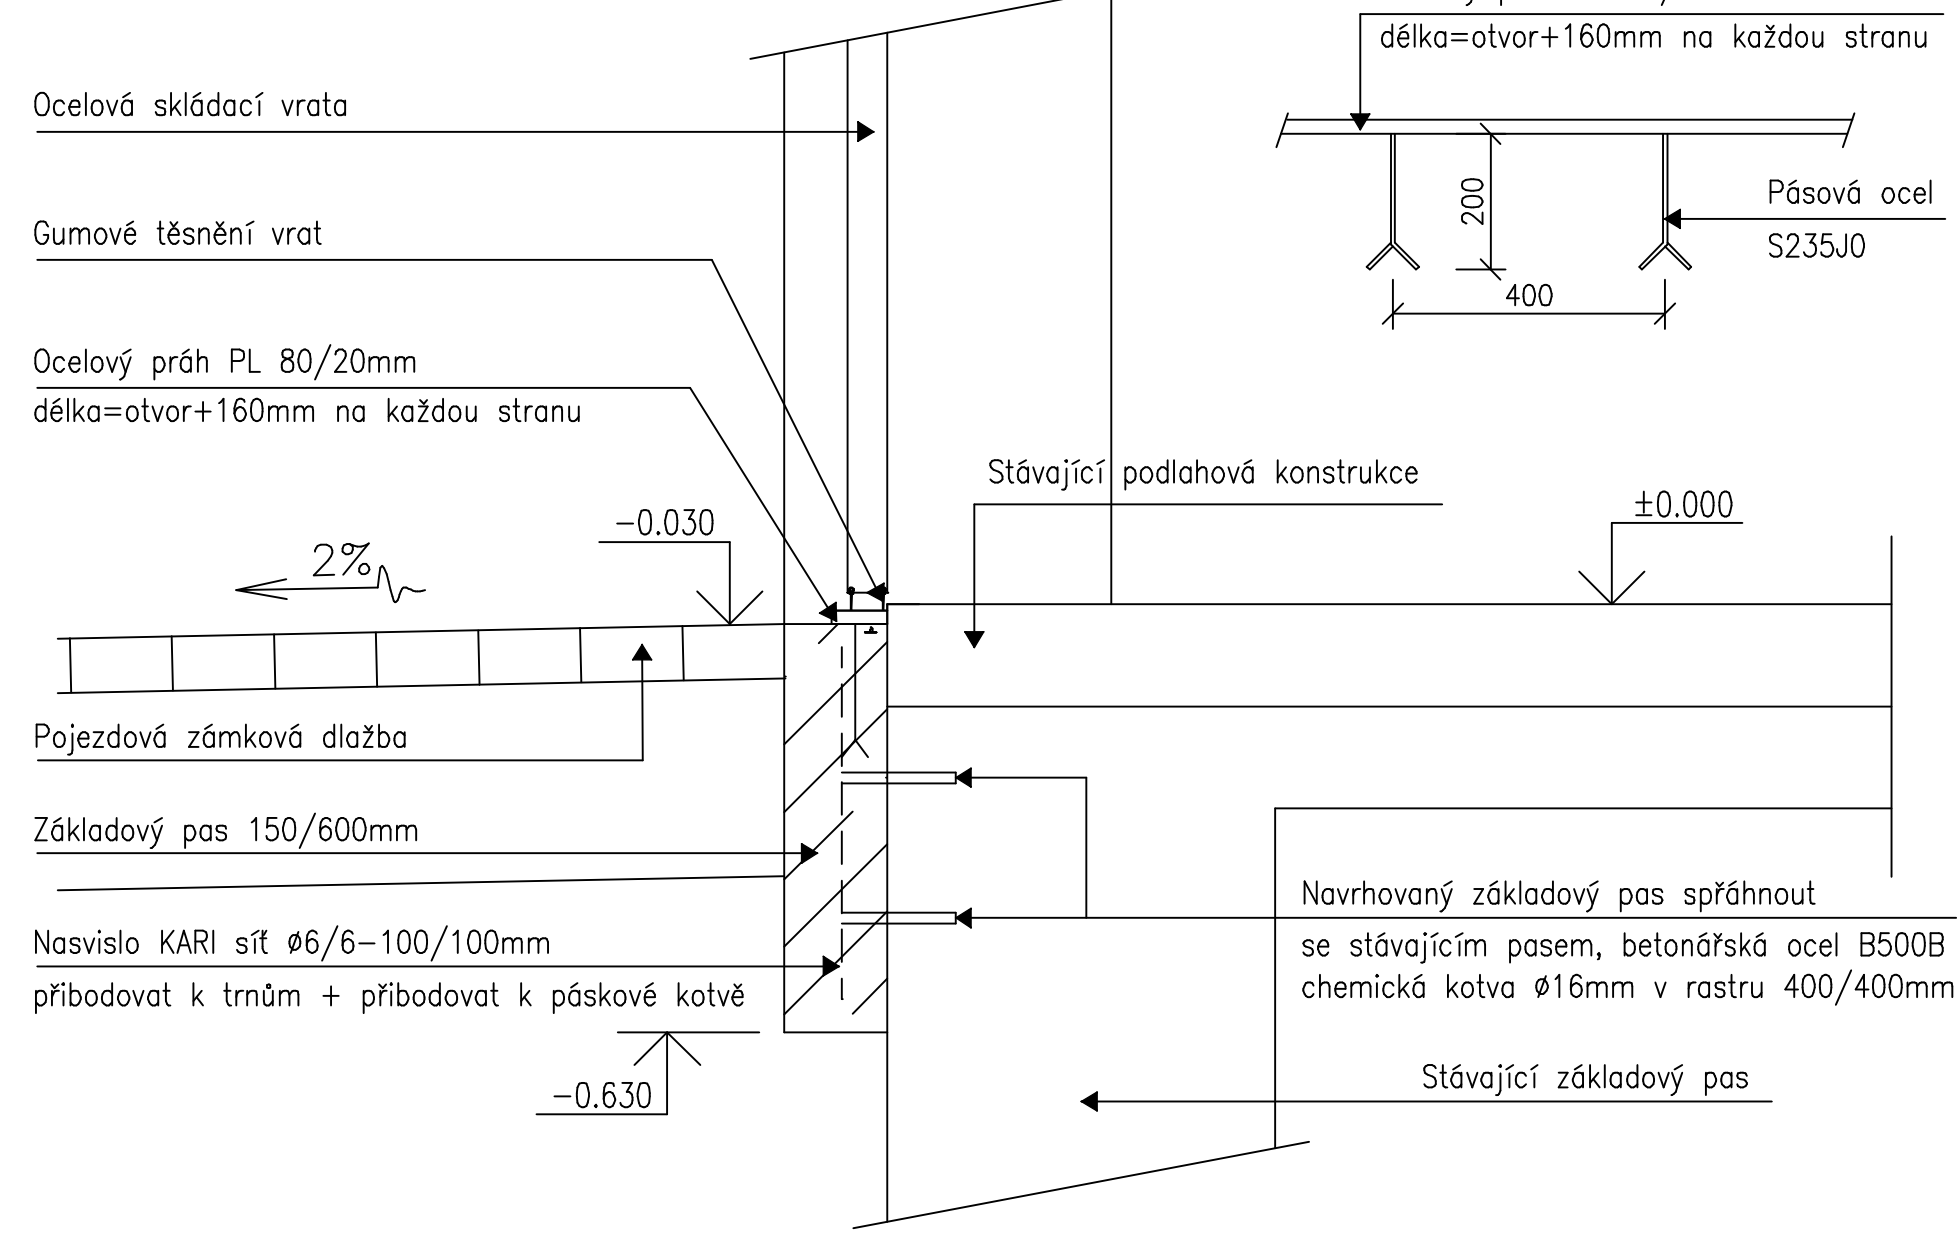 délka=otvor+160mm na každou stranu
Ocelová skládací vrata
Pásová ocel
S235J0
200
400
Gumové těsnění vrat
Ocelový práh PL 80/20mm
délka=otvor+160mm na každou stranu
Stávající podlahová konstrukce
±0.000
-0.030
2%
Pojezdová zámková dlažba
Základový pas 150/600mm
Nasvislo KARI síť ø6/6-100/100mm
přibodovat k trnům + přibodovat k páskové kotvě
-0.630
Navrhovaný základový pas spřáhnout
se stávajícím pasem, betonářská ocel B500B
chemická kotva ø16mm v rastru 400/400mm
Stávající základový pas